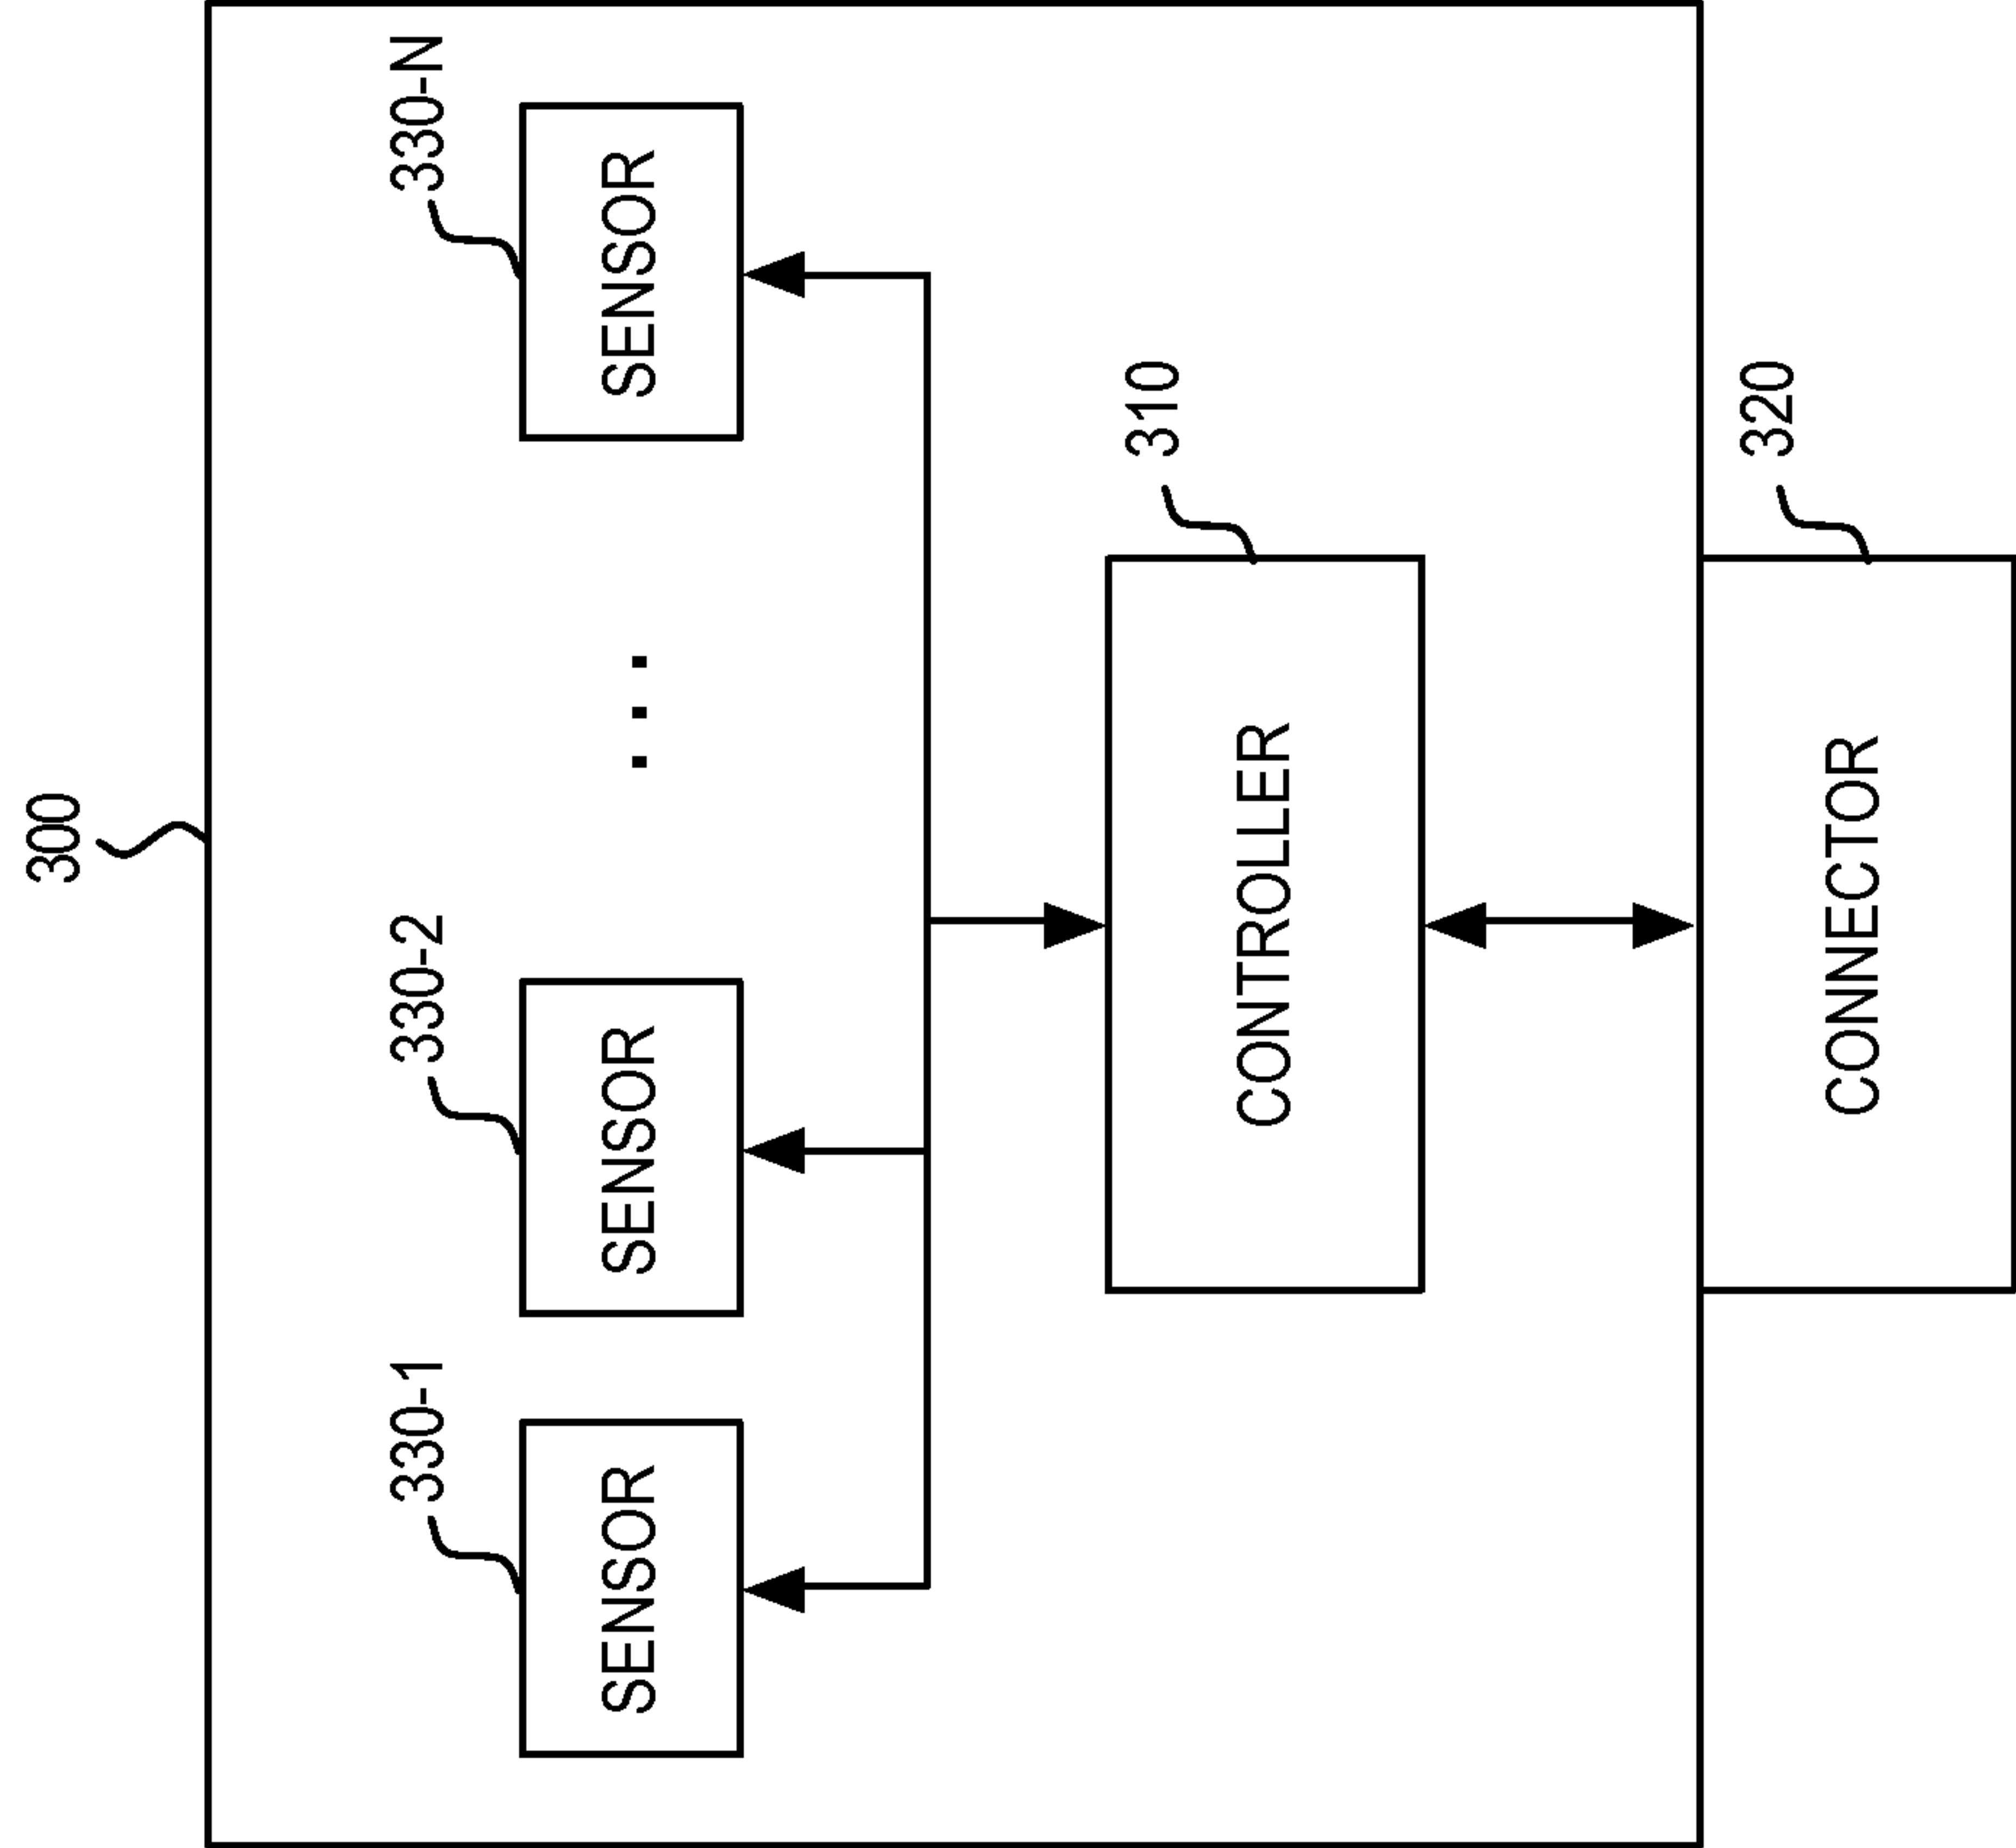 300
330-1
330-2
330-N
SENSOR
SENSOR
...
SENSOR
310
CONTROLLER
320
CONNECTOR